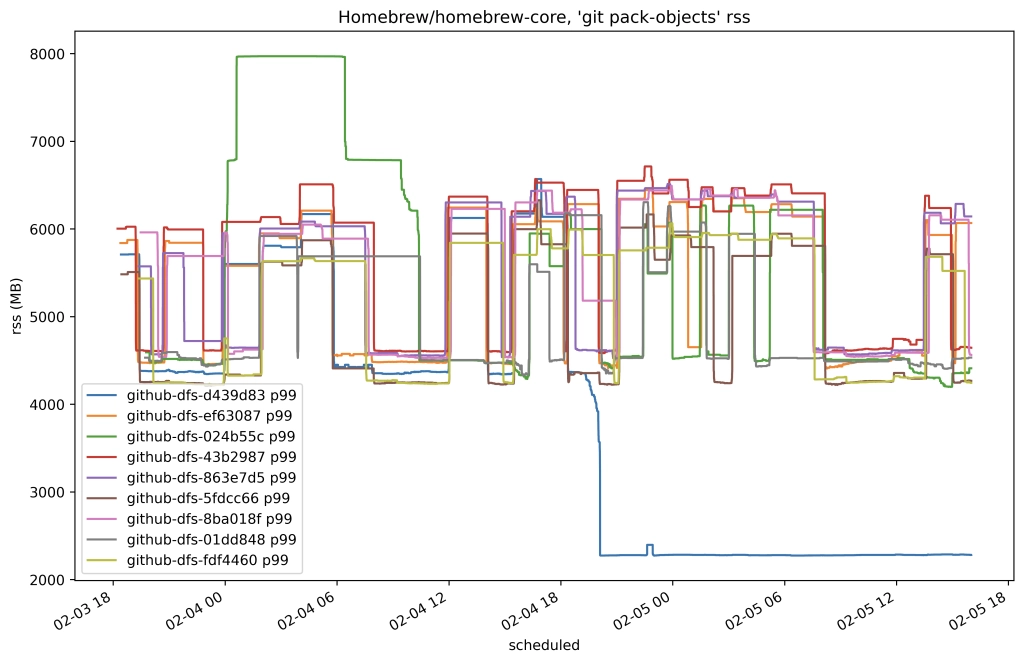 Homebrew/homebrew-core, 'git pack-objects' rss
8000
7000
6000
5000
4000
3000
2000
rss (MB)
github-dfs-d439d83 p99
github-dfs-ef63087 p99
github-dfs-024b55c p99
github-dfs-43b2987 p99
github-dfs-863e7d5 p99
github-dfs-5fdcc66 p99
github-dfs-8ba018f p99
github-dfs-01dd848 p99
github-dfs-fdf4460 p99
02-03 18
02-04 00
02-04 06
02-04 12
02-04 18
02-05 00
02-05 06
02-05 12
02-05 18
scheduled